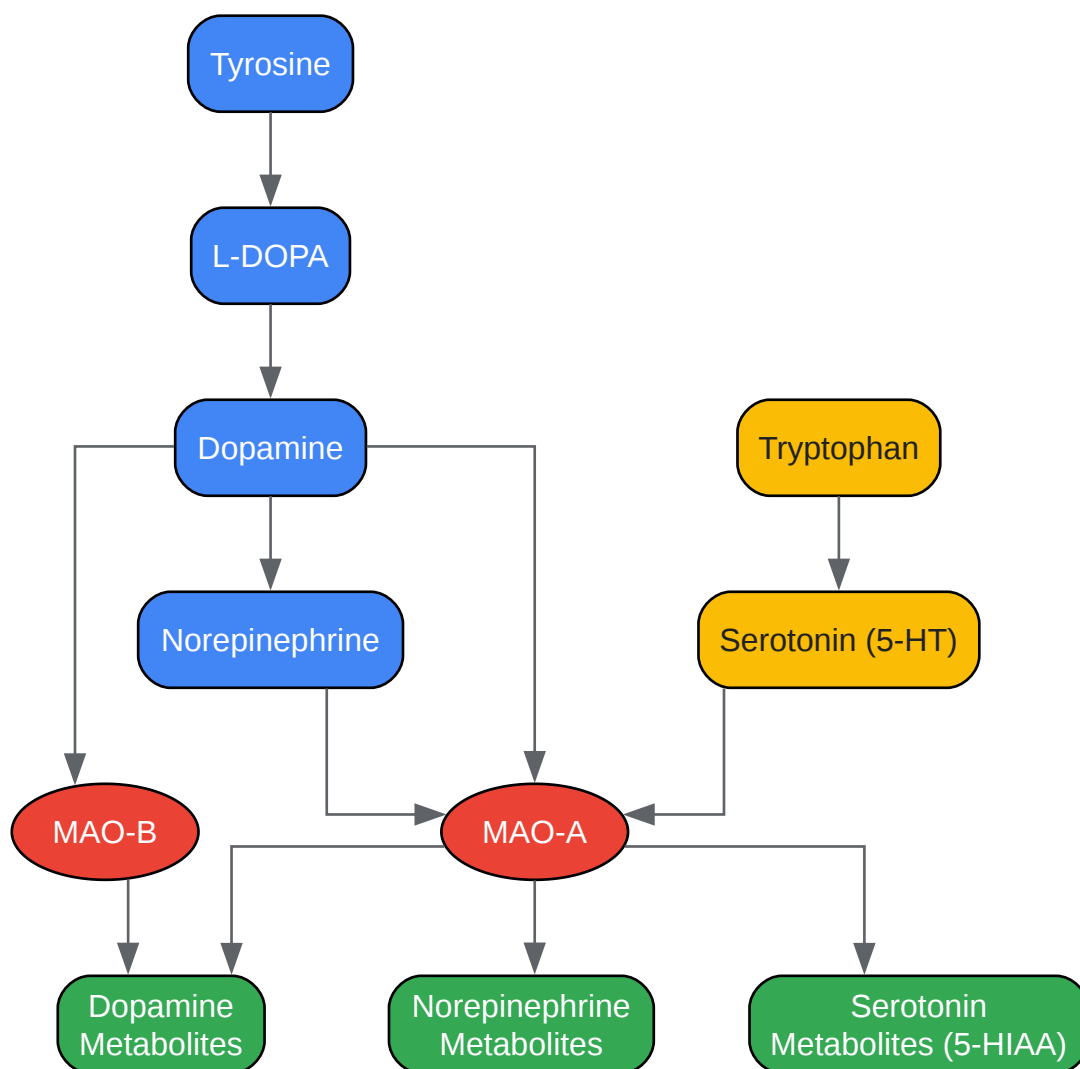 Tyrosine
L-DOPA
Dopamine
Tryptophan
Norepinephrine
Serotonin (5-HT)
MAO-B
MAO-A
Dopamine
Metabolites
Norepinephrine
Metabolites
Serotonin
Metabolites (5-HIAA)